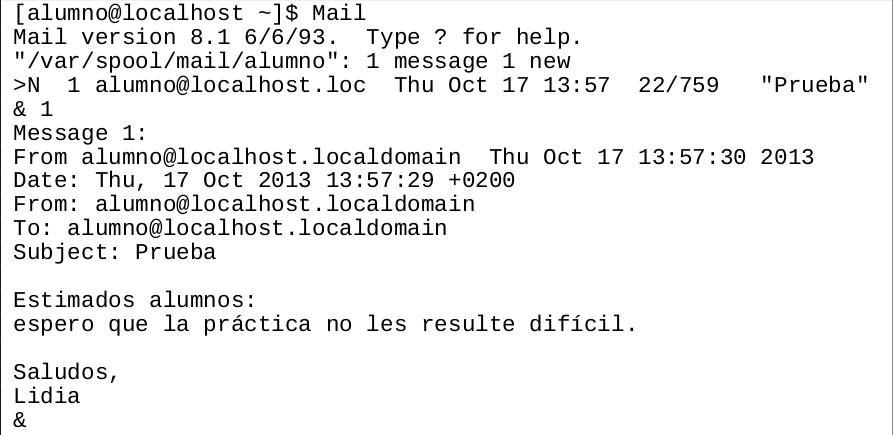 [alumno@localhost ~]$ Mail
Mail version 8.1 6/6/93.  Type ? for help.
"/var/spool/mail/alumno": 1 message 1 new
>N  1 alumno@localhost.loc  Thu Oct 17 13:57  22/759   "Prueba"
& 1
Message 1:
From alumno@localhost.localdomain  Thu Oct 17 13:57:30 2013
Date: Thu, 17 Oct 2013 13:57:29 +0200
From: alumno@localhost.localdomain
To: alumno@localhost.localdomain
Subject: Prueba

Estimados alumnos:
espero que la práctica no les resulte difícil.

Saludos,
Lidia
&